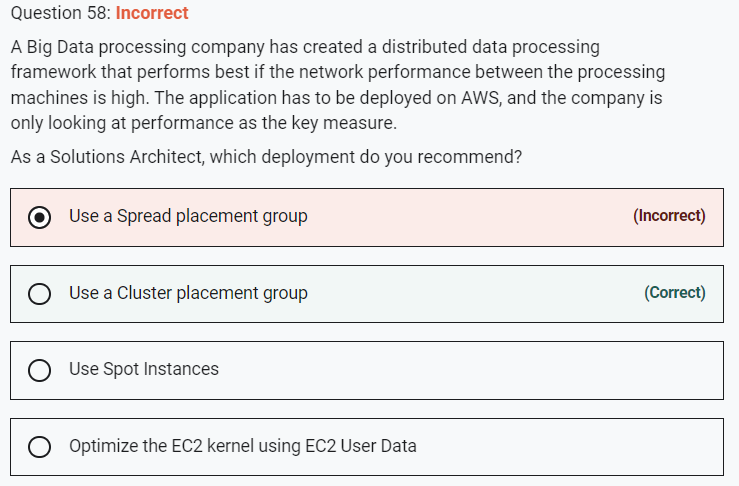 Question 58: Incorrect
A Big Data processing company has created a distributed data processing
framework that performs best if the network performance between the processing
machines is high. The application has to be deployed on AWS, and the company is
only looking at performance as the key measure.
As a Solutions Architect, which deployment do you recommend?
Use a Spread placement group (Incorrect)
Use a Cluster placement group (Correct)
Use Spot Instances
Optimize the EC2 kernel using EC2 User Data